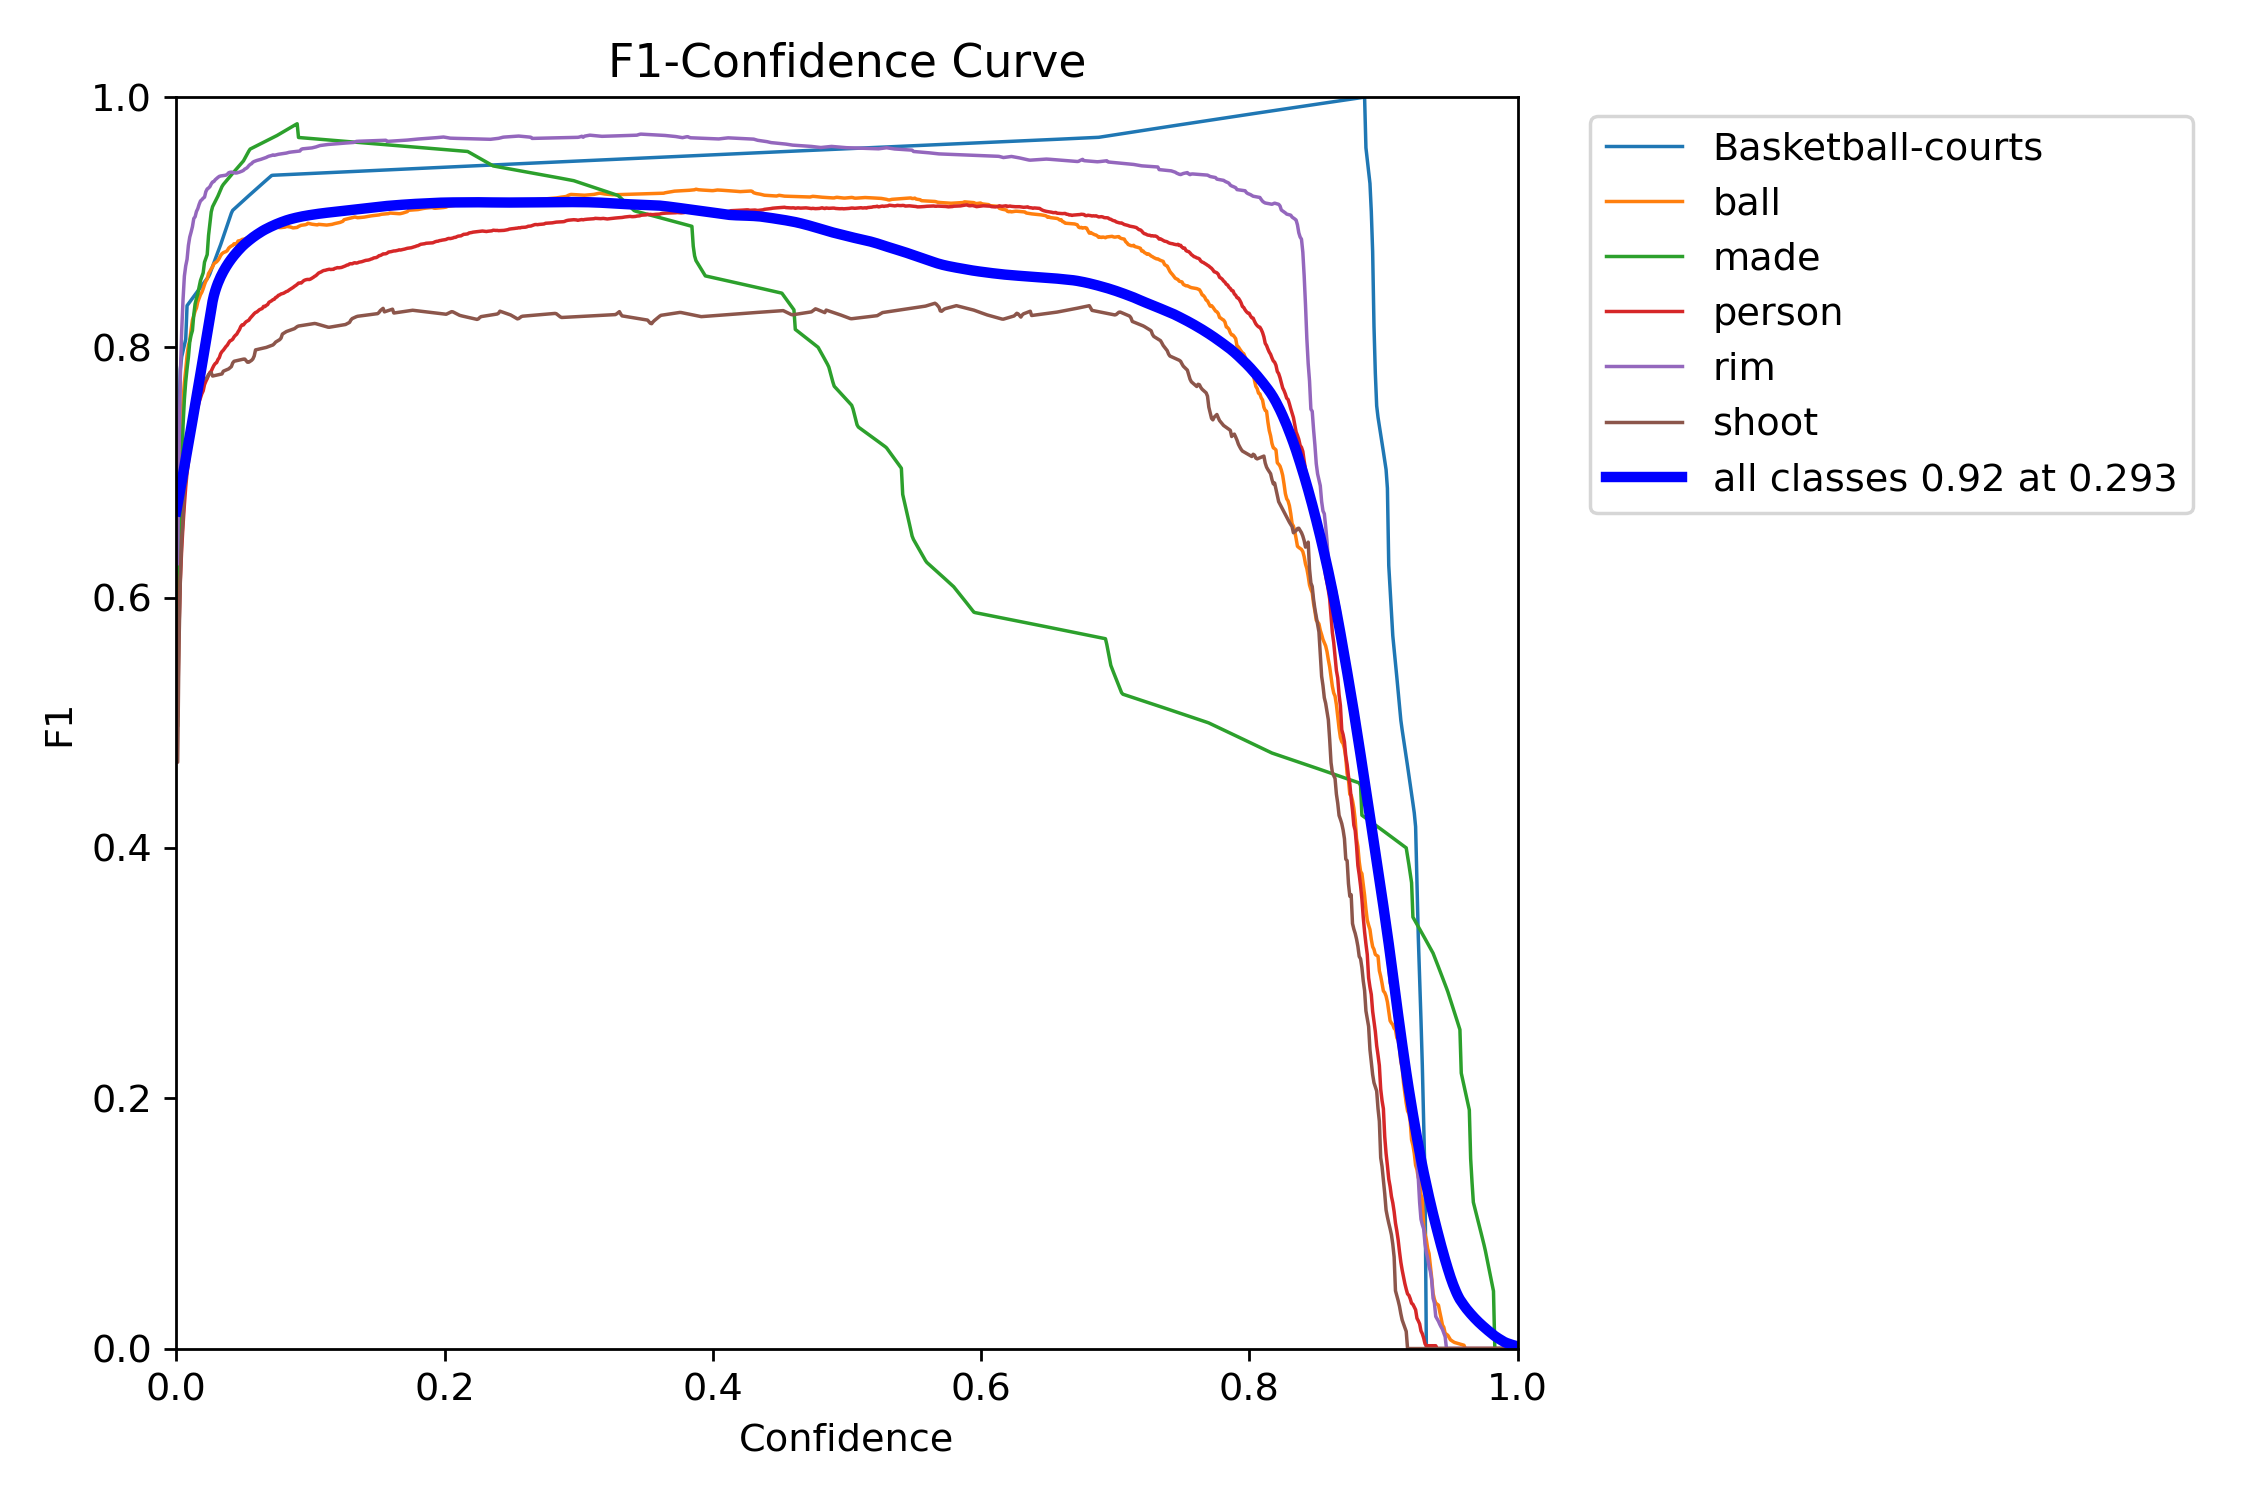 F1-Confidence Curve
1.0
0.8
0.6
0.4
0.2
0.0
F1
0.0 0.2 0.4 0.6 0.8 1.0
Confidence
Basketball-courts
ball
made
person
rim
shoot
all classes 0.92 at 0.293